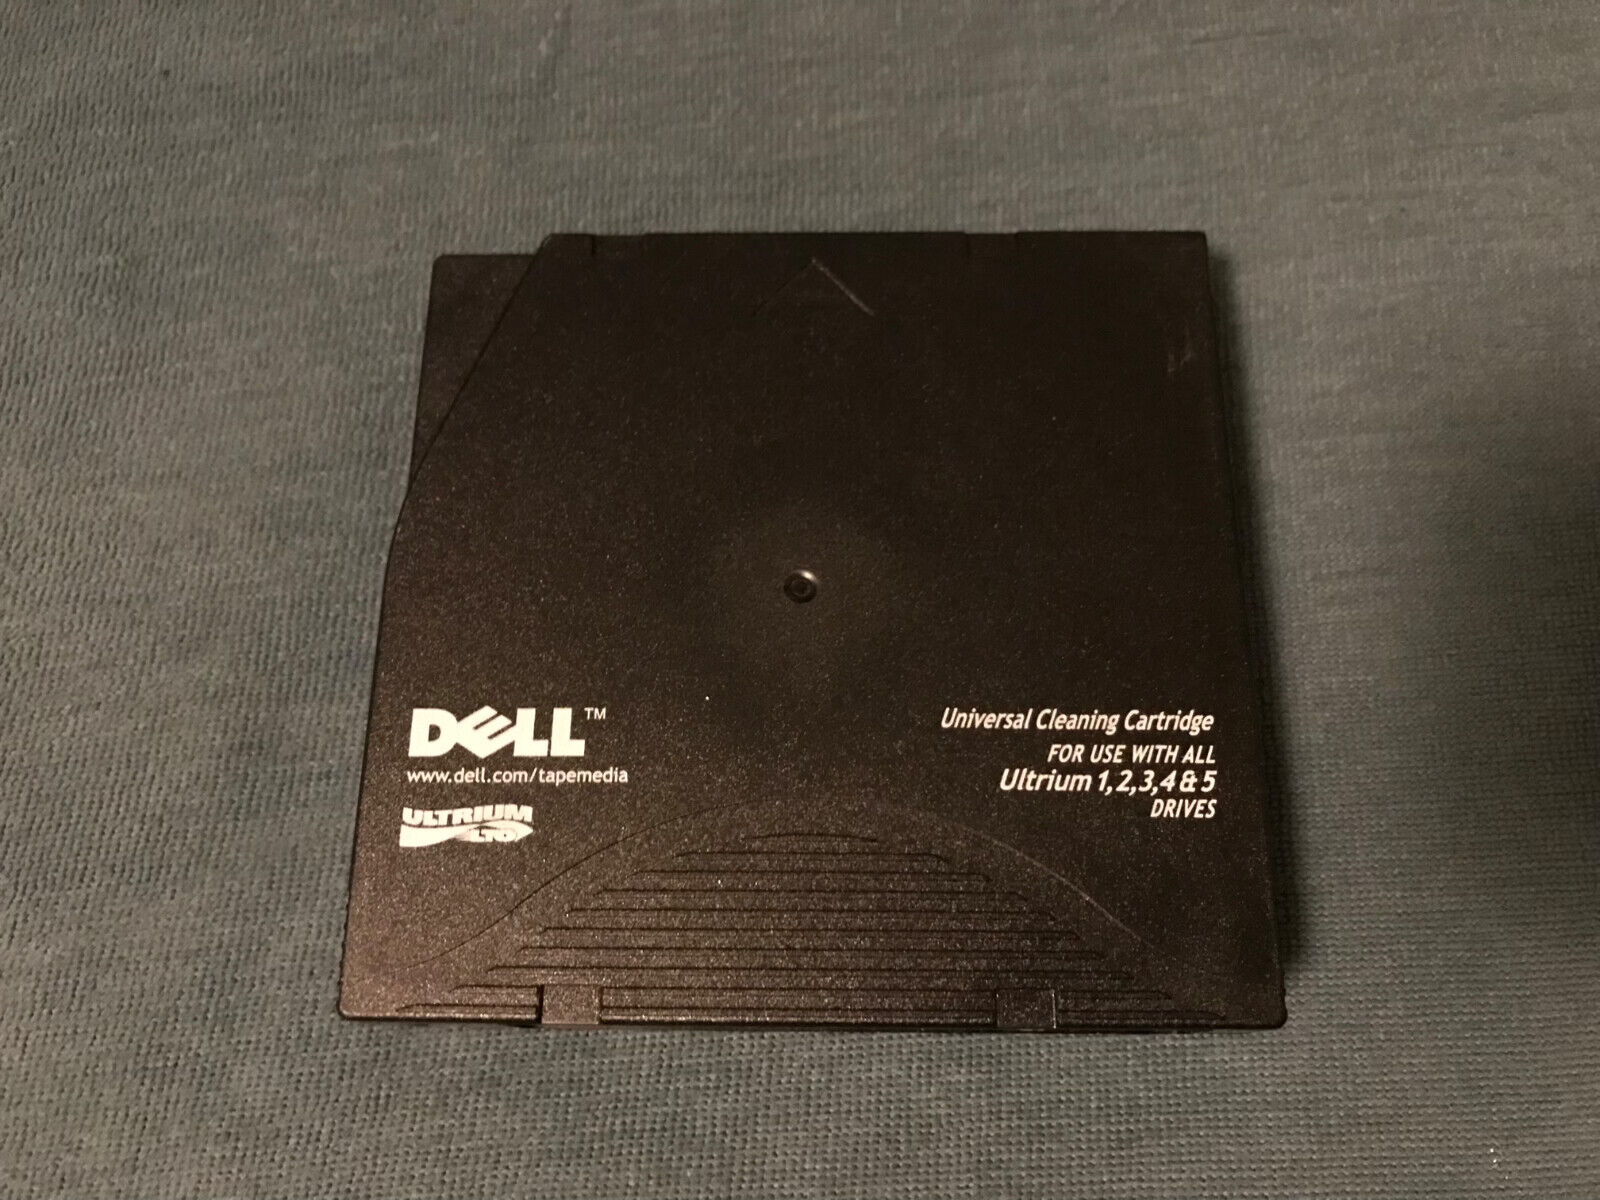 DELL™
www.dell.com/tapemedia
ULTRIUM
LTO
Universal Cleaning Cartridge
FOR USE WITH ALL
Ultrium 1,2,3,4 & 5
DRIVES